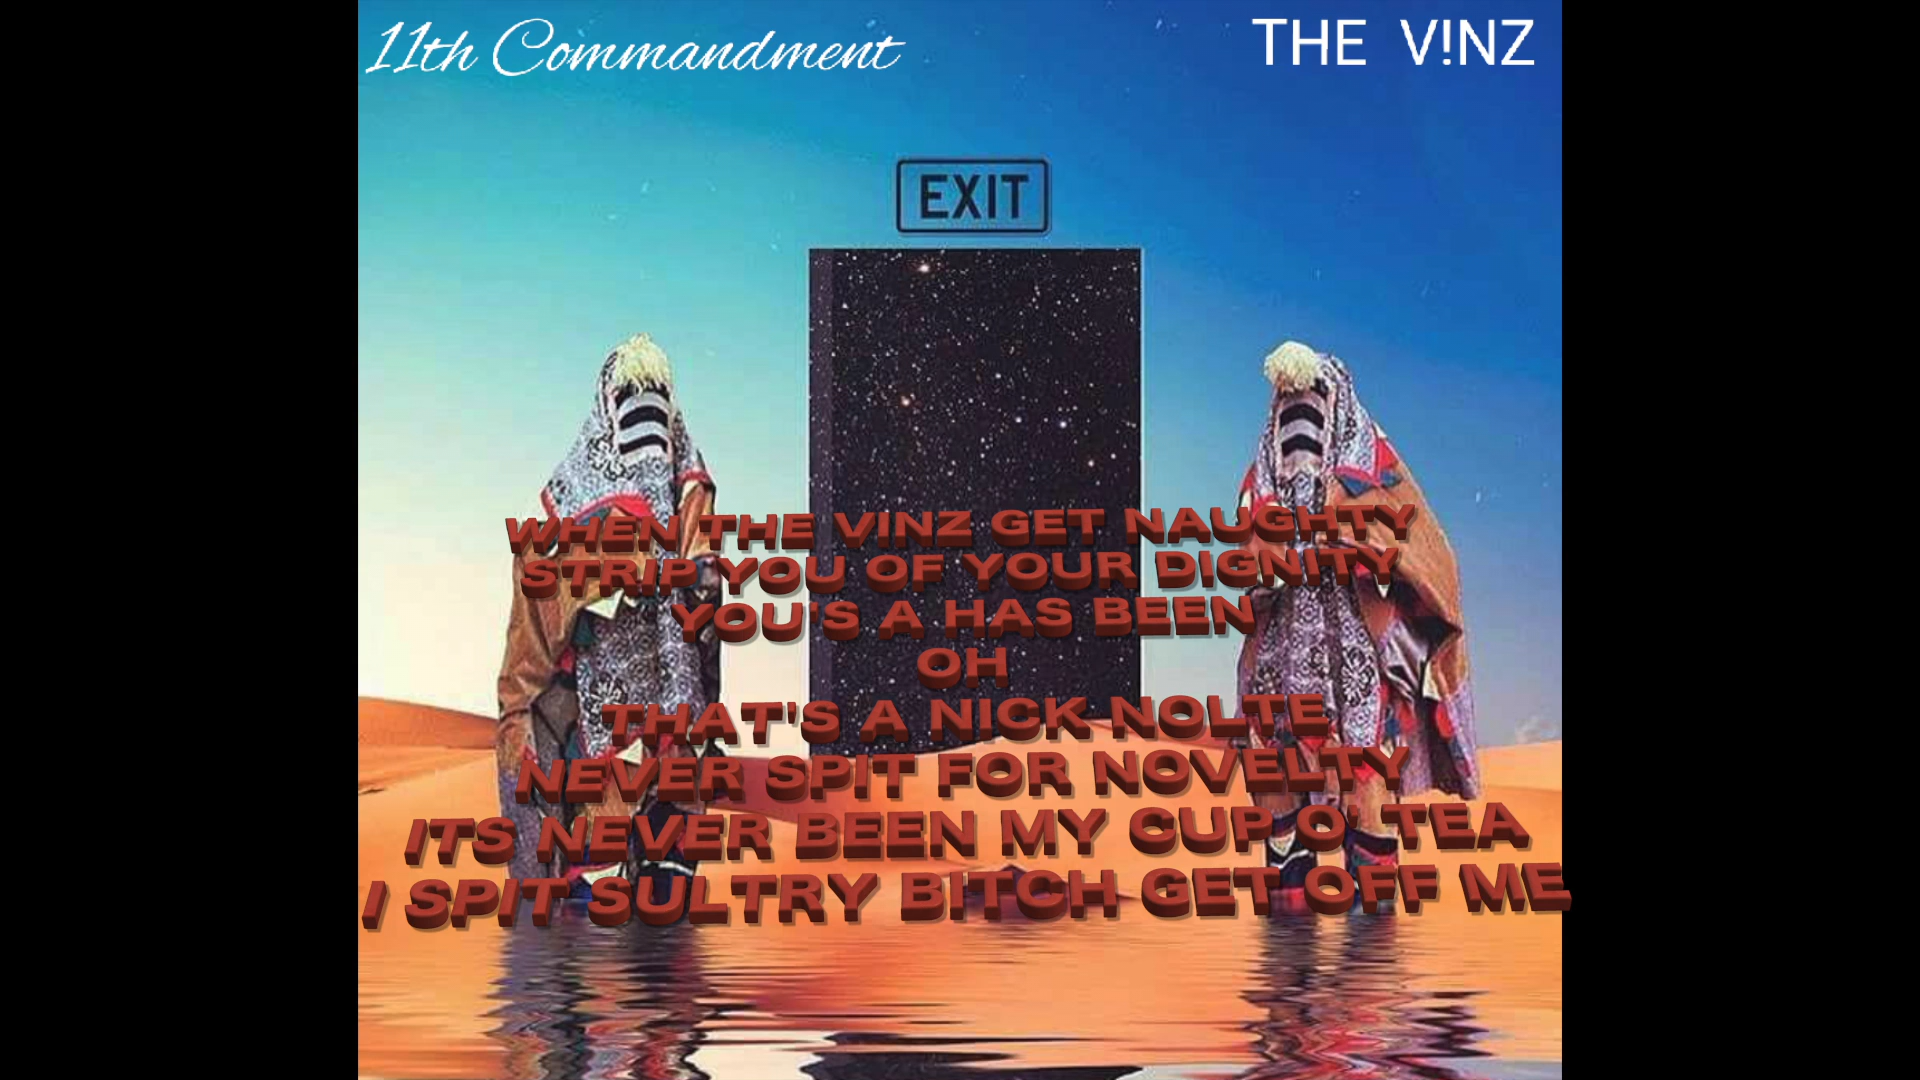 11th Commandment
THE V!NZ
EXIT
WHEN THE VINZ GET NAUGHTY
STRIP YOU OF YOUR DIGNITY
YOU'S A HAS BEEN
OH
THAT'S A NICK NOLTE
NEVER SPIT FOR NOVELTY
ITS NEVER BEEN MY CUP O' TEA
I SPIT SULTRY BITCH GET OFF ME